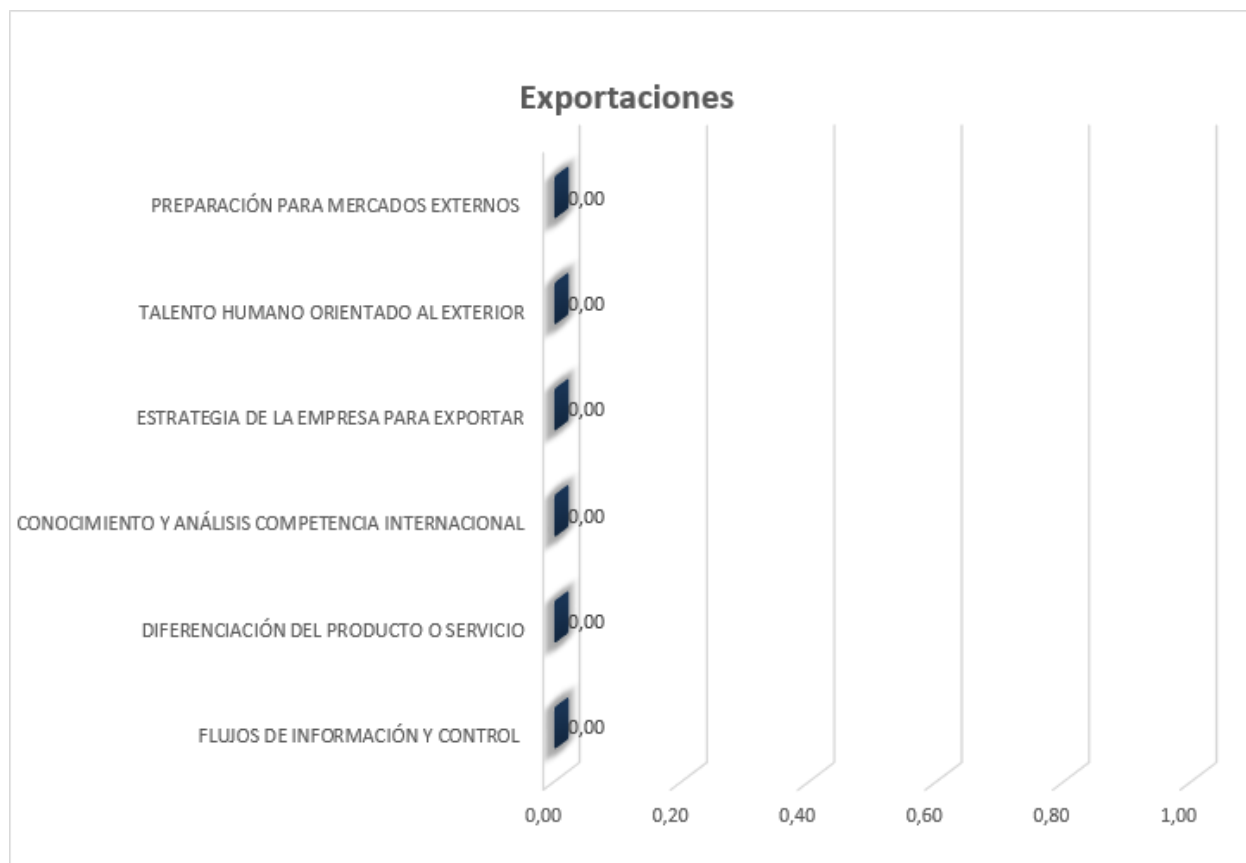 Exportaciones
PREPARACIÓN PARA MERCADOS EXTERNOS
0,00
TALENTO HUMANO ORIENTADO AL EXTERIOR
0,00
ESTRATEGIA DE LA EMPRESA PARA EXPORTAR
0,00
CONOCIMIENTO Y ANÁLISIS COMPETENCIA INTERNACIONAL
0,00
DIFERENCIACIÓN DEL PRODUCTO O SERVICIO
0,00
FLUJOS DE INFORMACIÓN Y CONTROL
0,00
0,00 0,20 0,40 0,60 0,80 1,00